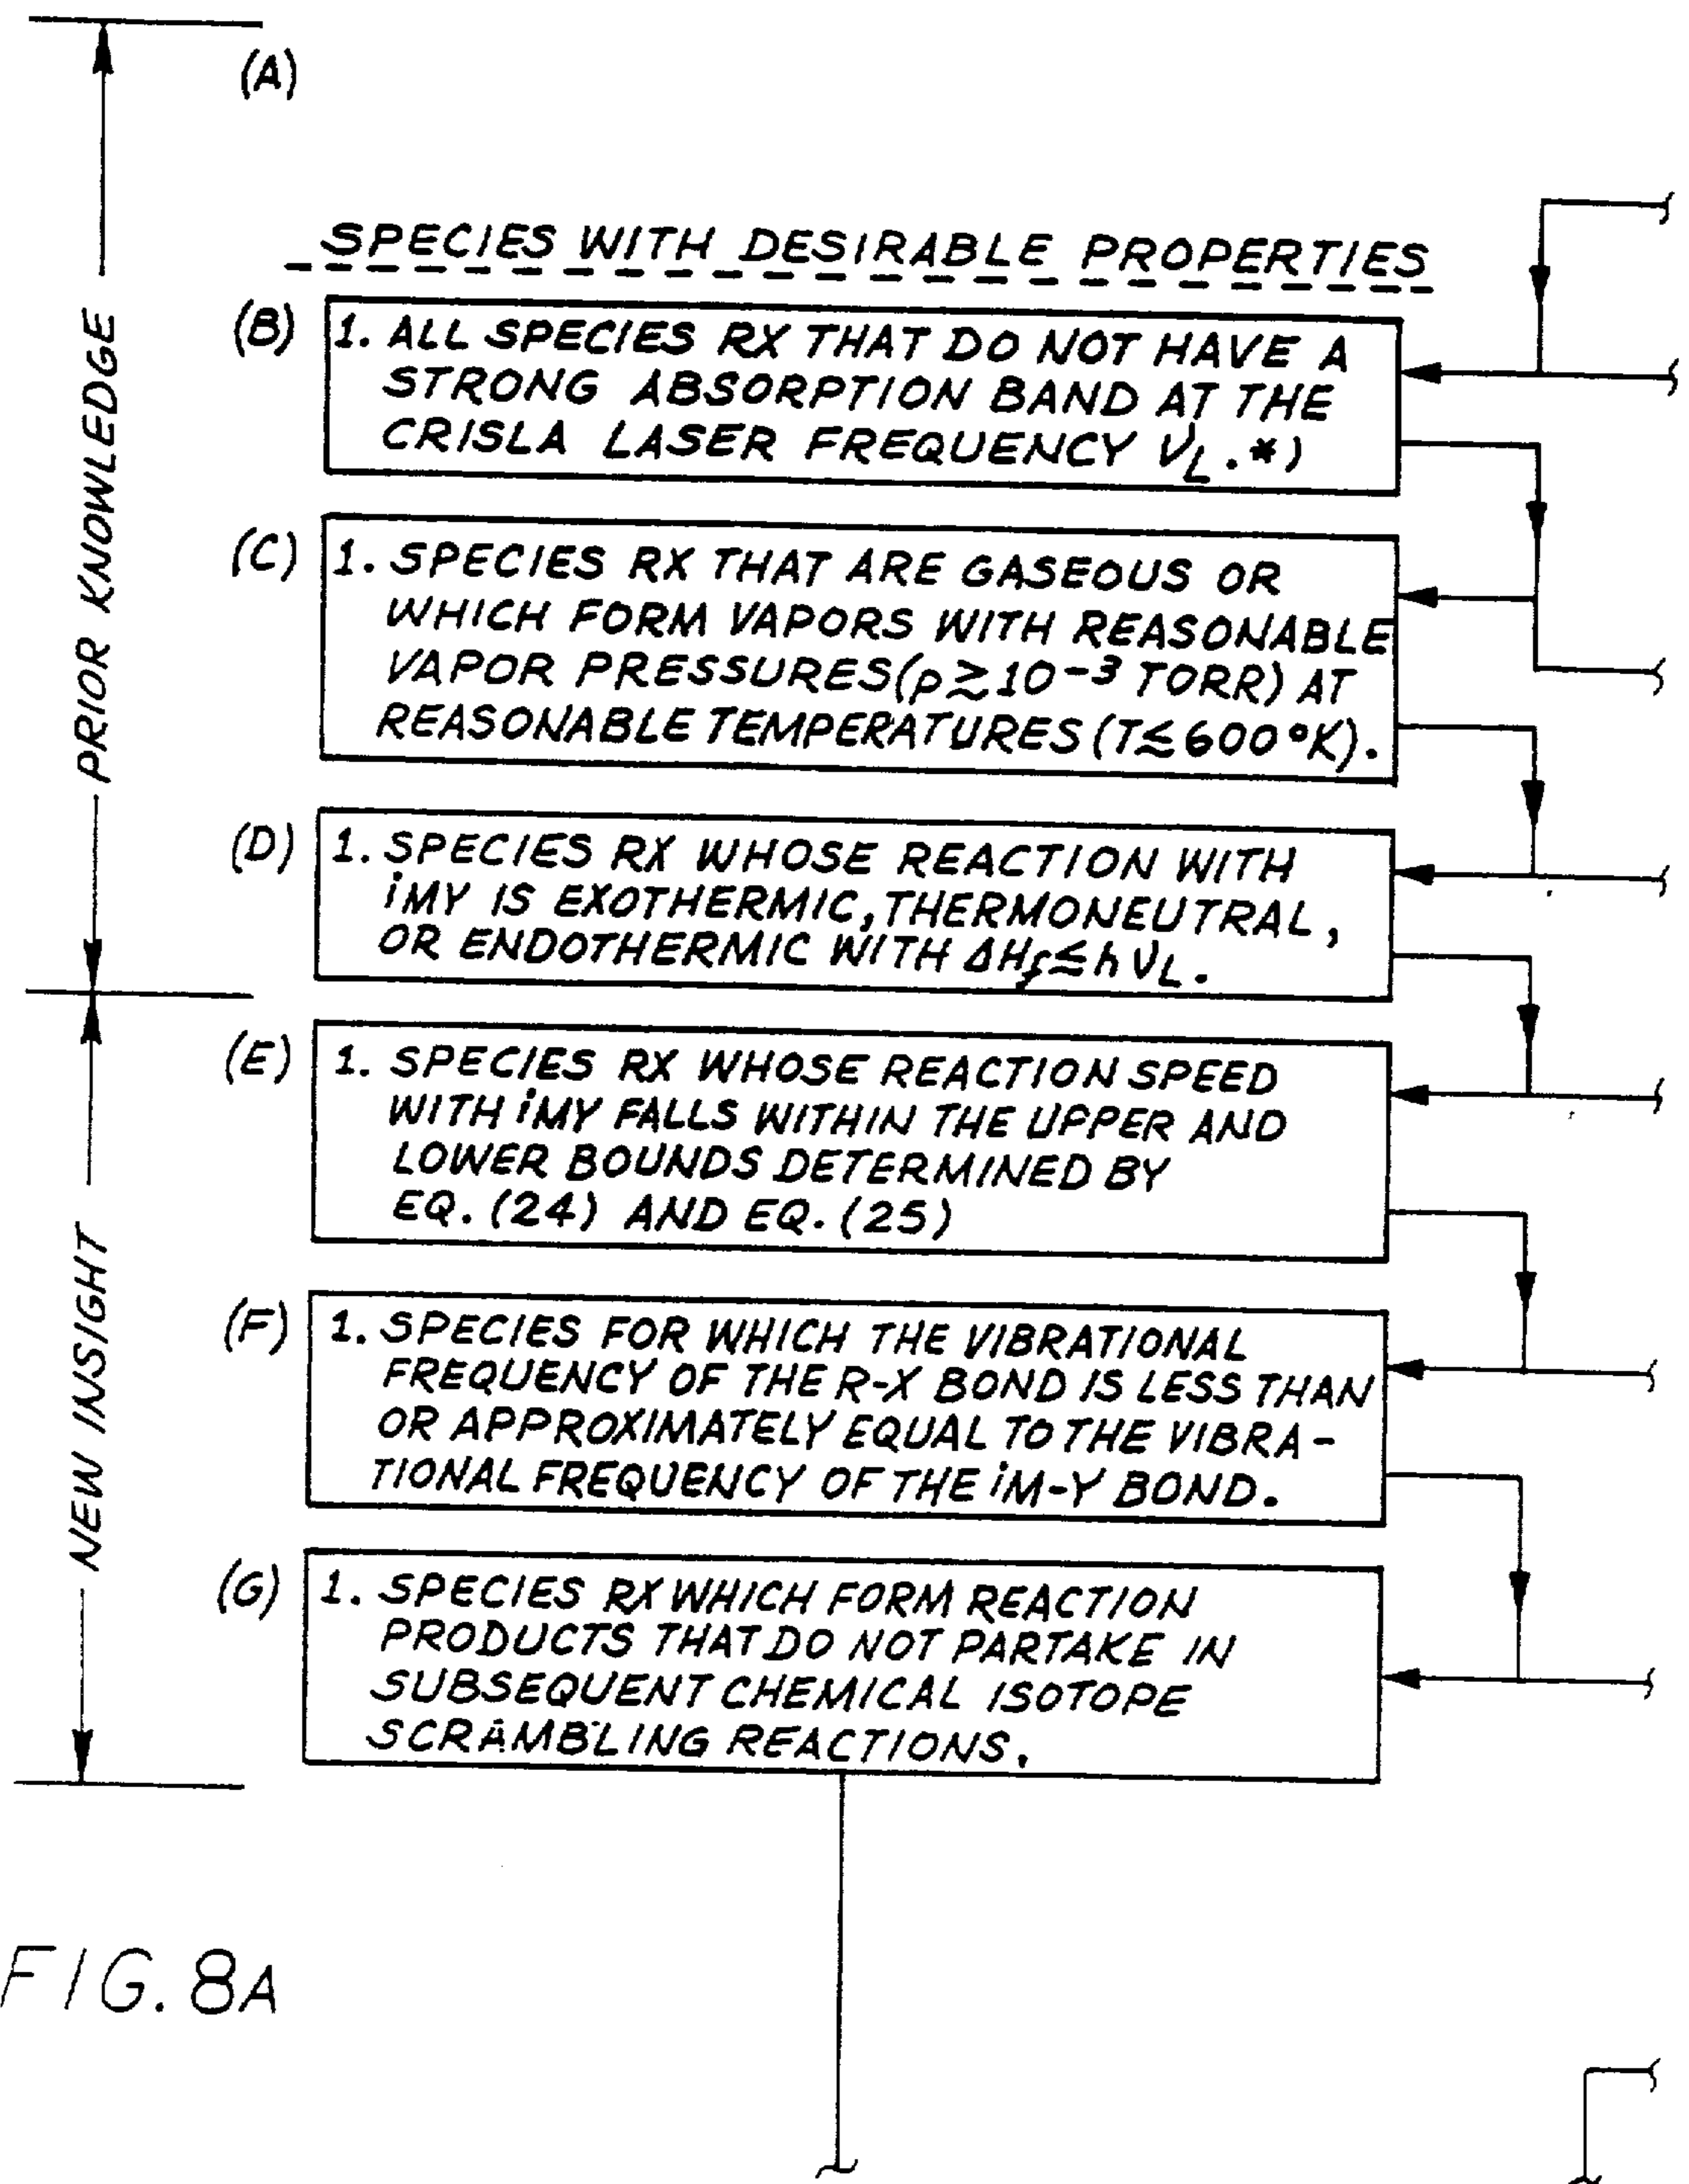 (A)
PRIOR KNOWLEDGE
SPECIES WITH DESIRABLE PROPERTIES
(B) 1. ALL SPECIES RX THAT DO NOT HAVE A
STRONG ABSORPTION BAND AT THE
CRISLA LASER FREQUENCY νL.*)
(C) 1. SPECIES RX THAT ARE GASEOUS OR
WHICH FORM VAPORS WITH REASONABLE
VAPOR PRESSURES (p≳10⁻³ TORR) AT
REASONABLE TEMPERATURES (T≲600°K).
(D) 1. SPECIES RX WHOSE REACTION WITH
iMY IS EXOTHERMIC, THERMONEUTRAL,
OR ENDOTHERMIC WITH ΔHf≲hνL.
NEW INSIGHT
(E) 1. SPECIES RX WHOSE REACTION SPEED
WITH iMY FALLS WITHIN THE UPPER AND
LOWER BOUNDS DETERMINED BY
EQ. (24) AND EQ. (25)
(F) 1. SPECIES FOR WHICH THE VIBRATIONAL
FREQUENCY OF THE R-X BOND IS LESS THAN
OR APPROXIMATELY EQUAL TO THE VIBRA-
TIONAL FREQUENCY OF THE iM-Y BOND.
(G) 1. SPECIES RX WHICH FORM REACTION
PRODUCTS THAT DO NOT PARTAKE IN
SUBSEQUENT CHEMICAL ISOTOPE
SCRAMBLING REACTIONS.
FIG. 8A